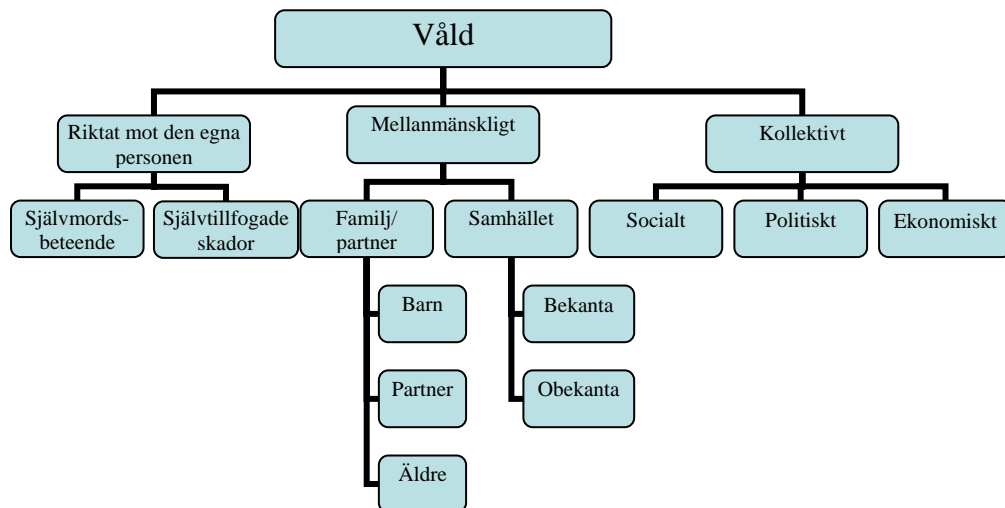 Våld
Riktat mot den egna
personen
Mellanmänskligt
Kollektivt
Självmords-
beteende
Självtillfogade
skador
Familj/
partner
Samhället
Socialt
Politiskt
Ekonomiskt
Barn
Bekanta
Partner
Obekanta
Äldre